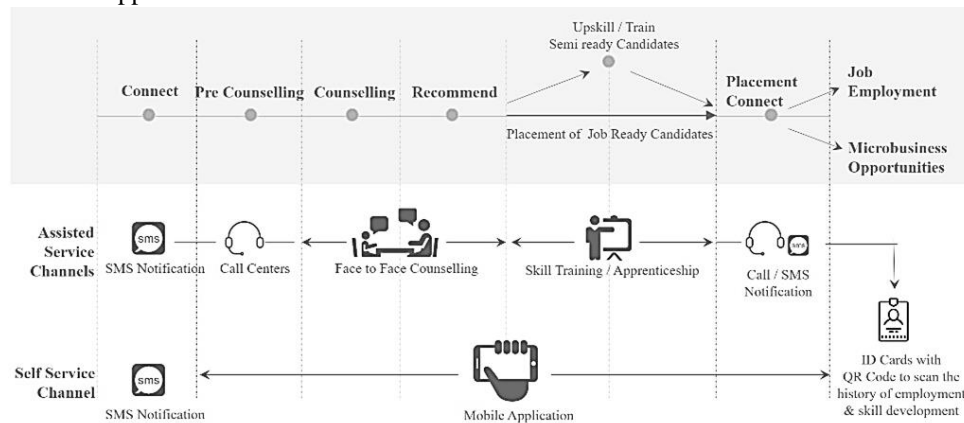 Upskill / Train
Semi ready Candidates
Connect
Pre Counselling
Counselling
Recommend
Placement
Connect
Job
Employment
Placement of Job Ready Candidates
Microbusiness
Opportunities
Assisted
Service
Channels
sms
SMS Notification
Call Centers
Face to Face Counselling
Skill Training / Apprenticeship
sms
Call / SMS
Notification
ID Cards with
QR Code to scan the
history of employment
& skill development
Self Service
Channel
sms
SMS Notification
Mobile Application